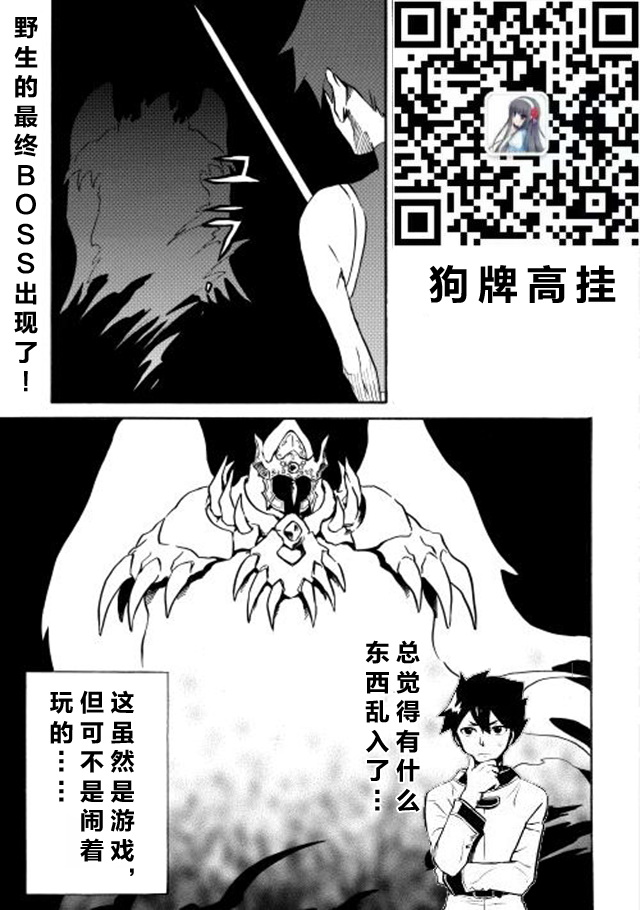 野生的最终BOSS出现了！
狗牌高挂
总觉得有什么
东西乱入了…
这虽然是游戏，
但可不是闹着
玩的……